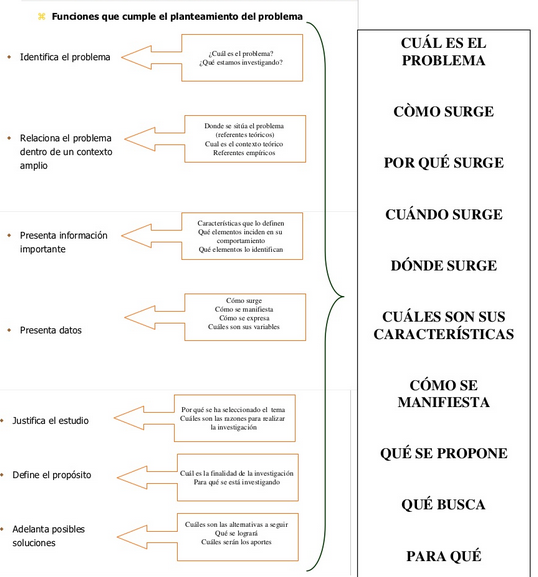 Funciones que cumple el planteamiento del problema
Identifica el problema
¿Cuál es el problema?
¿Qué estamos investigando?
Relaciona el problema
dentro de un contexto
amplio
Donde se sitúa el problema
(referentes teóricos)
Cual es el contexto teórico
Referentes empíricos
Presenta información
importante
Características que lo definen
Qué elementos inciden en su
comportamiento
Qué elementos lo identifican
Presenta datos
Cómo surge
Cómo se manifiesta
Cómo se expresa
Cuáles son sus variables
Justifica el estudio
Por qué se ha seleccionado el tema
Cuáles son las razones para realizar
la investigación
Define el propósito
Cuál es la finalidad de la investigación
Para qué se está investigando
Adelanta posibles
soluciones
Cuáles son las alternativas a seguir
Qué se logrará
Cuáles serán los aportes
CUÁL ES EL
PROBLEMA
CÒMO SURGE
POR QUÉ SURGE
CUÁNDO SURGE
DÓNDE SURGE
CUÁLES SON SUS
CARACTERÍSTICAS
CÓMO SE
MANIFIESTA
QUÉ SE PROPONE
QUÉ BUSCA
PARA QUÉ